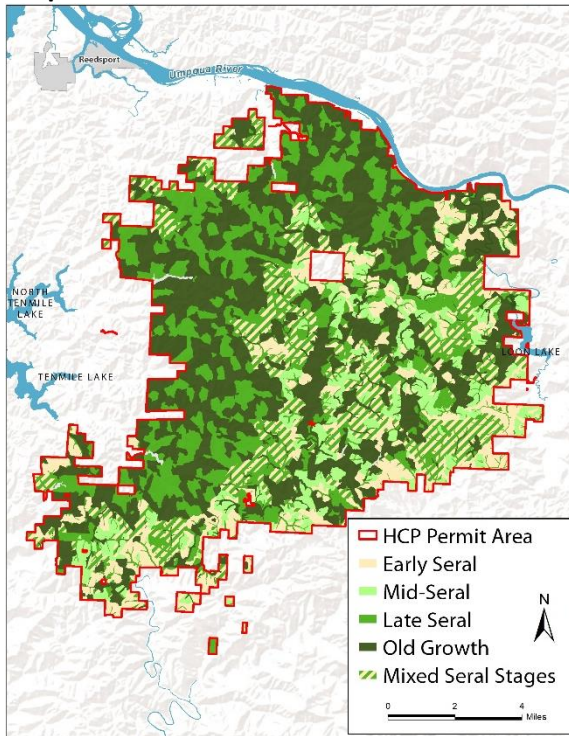 Reedsport
Umpqua River
NORTH
TENMILE
LAKE
TENMILE LAKE
LOON LAKE
HCP Permit Area
Early Seral
Mid-Seral
Late Seral
Old Growth
Mixed Seral Stages
N
0 2 4
Miles